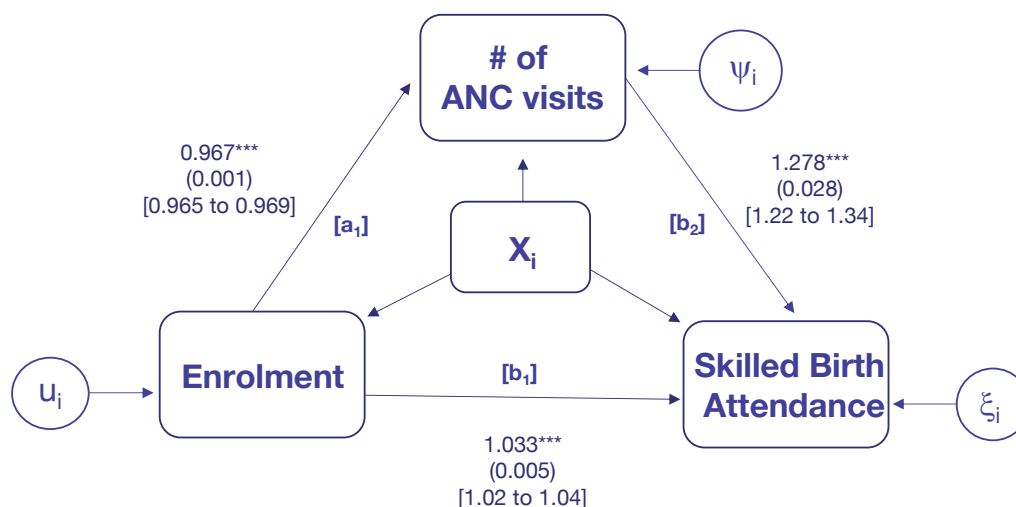 # of
ANC visits
ψi
0.967***
(0.001)
[0.965 to 0.969]
[a1]
1.278***
(0.028)
[1.22 to 1.34]
[b2]
Xi
Enrolment
ui
[b1]
Skilled Birth
Attendance
ξi
1.033***
(0.005)
[1.02 to 1.04]